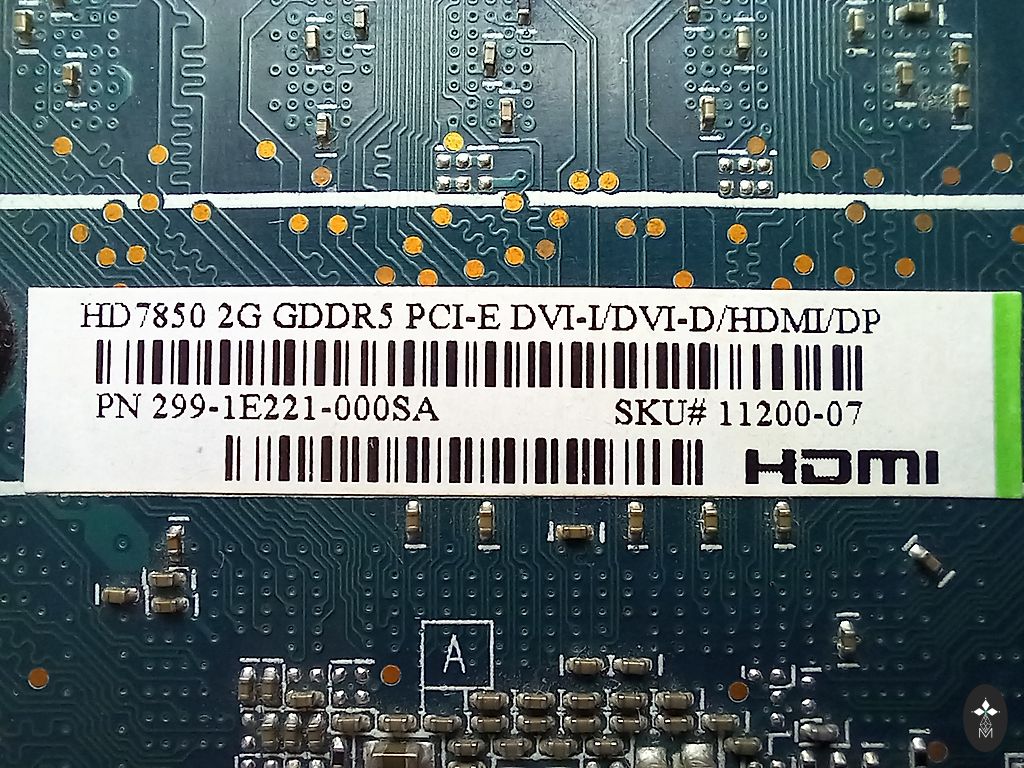 HD7850 2G GDDR5 PCI-E DVI-I/DVI-D/HDMI/DP
PN 299-1E221-000SA SKU# 11200-07
HDMI
A
M